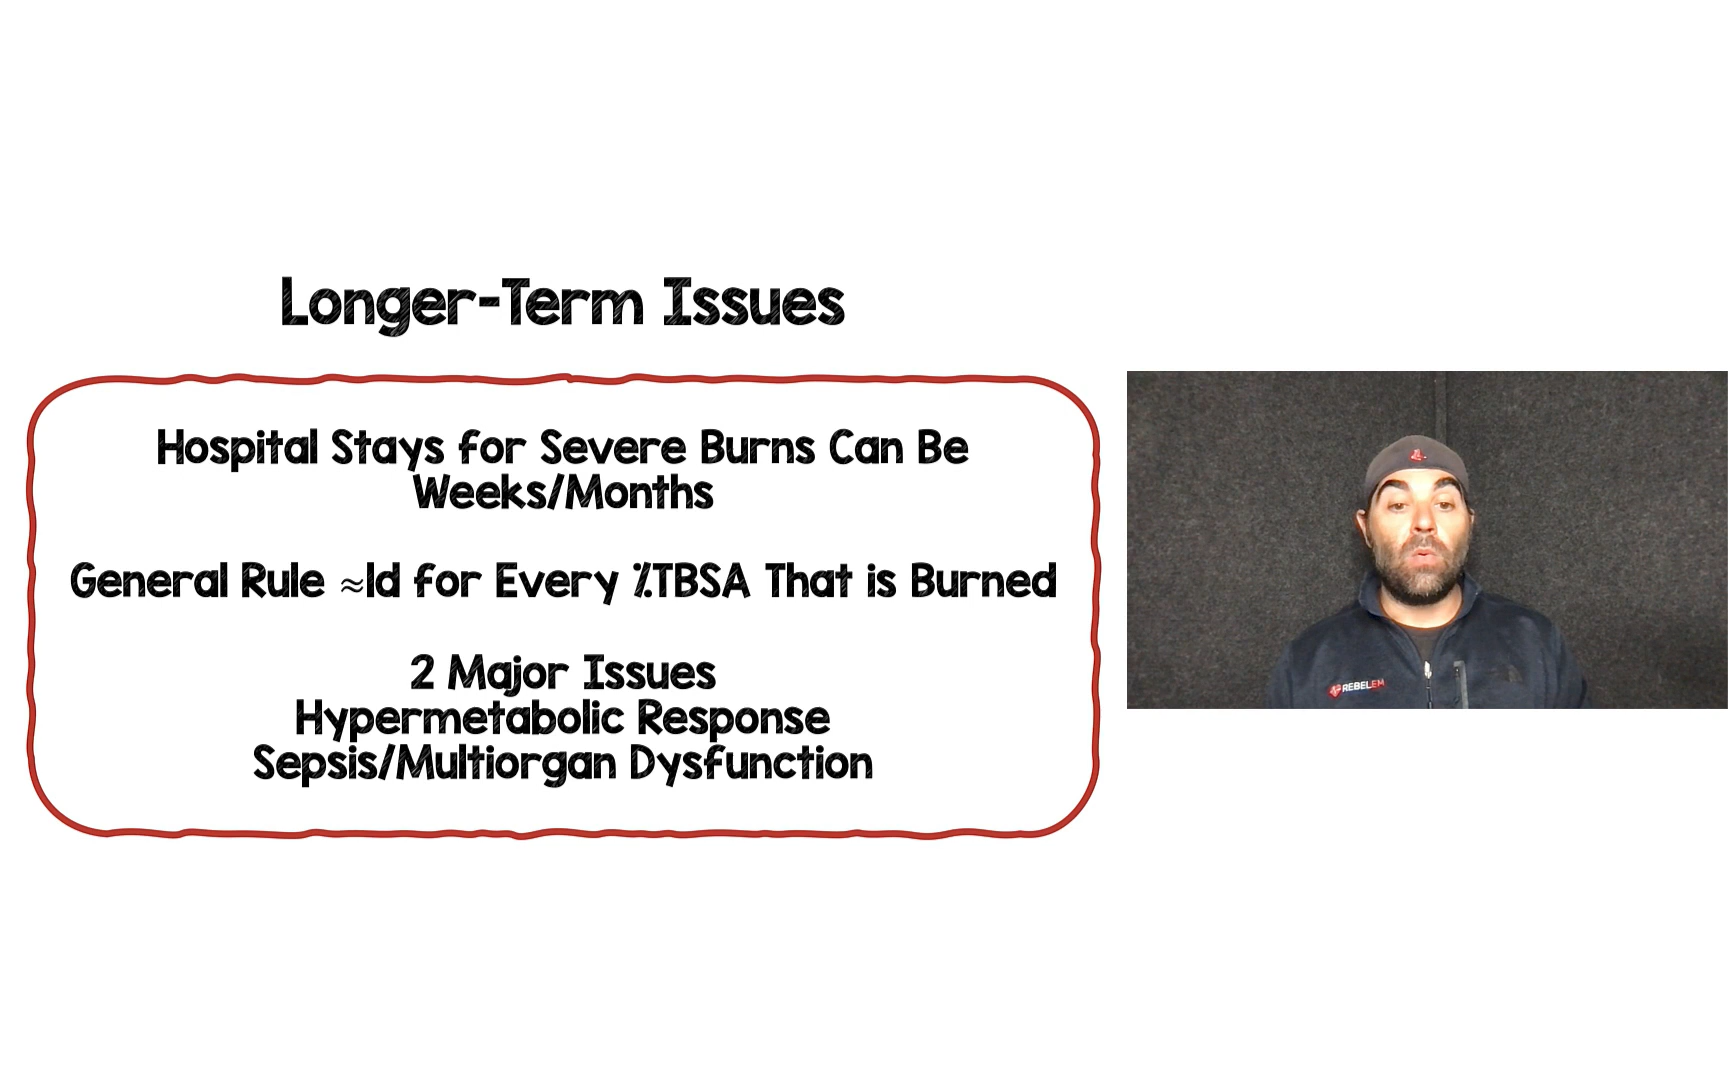 Longer-Term Issues
Hospital Stays for Severe Burns Can Be
Weeks/Months
General Rule ≈1d for Every %TBSA That is Burned
2 Major Issues
Hypermetabolic Response
Sepsis/Multiorgan Dysfunction
REBELEM